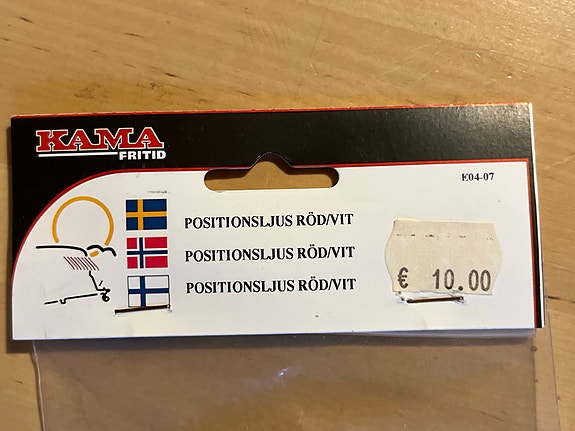 KAMA
FRITID
E04-07
POSITIONSLJUS RÖD/VIT
POSITIONSLJUS RÖD/VIT
POSITIONSLJUS RÖD/VIT
€ 10.00